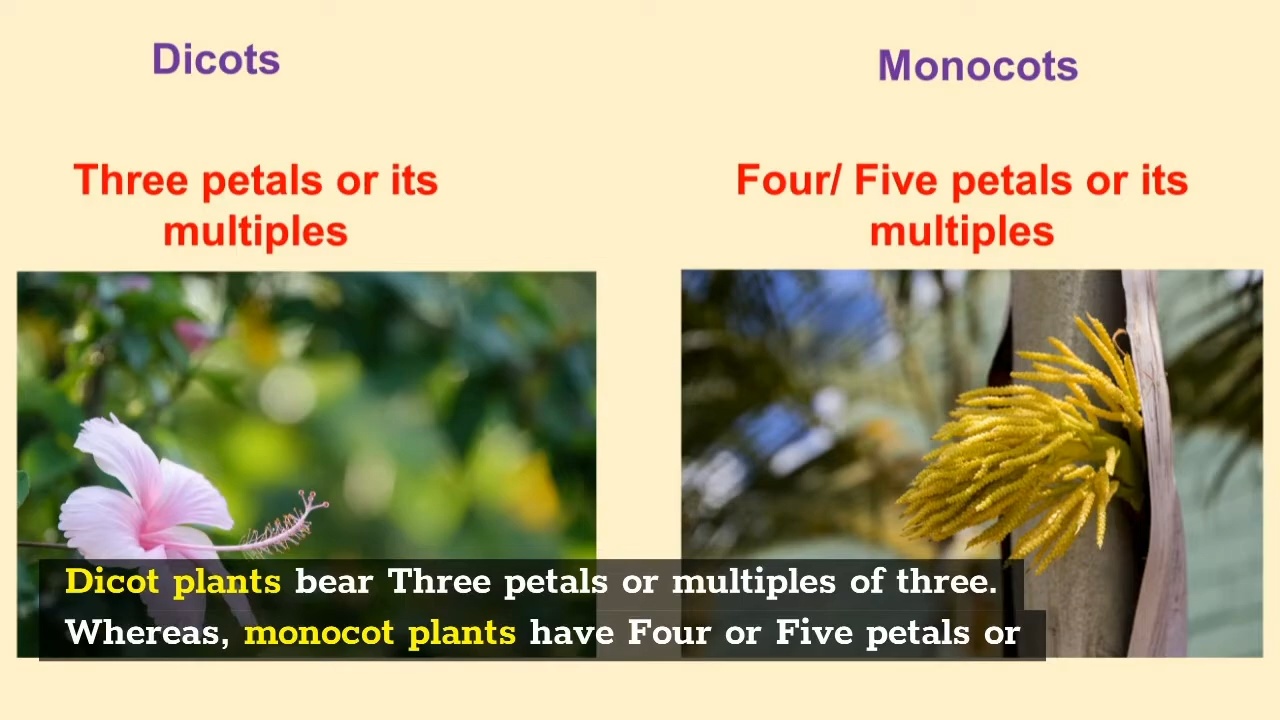 Dicots
Monocots
Three petals or its
multiples
Four/ Five petals or its
multiples
Dicot plants bear Three petals or multiples of three.
Whereas, monocot plants have Four or Five petals or